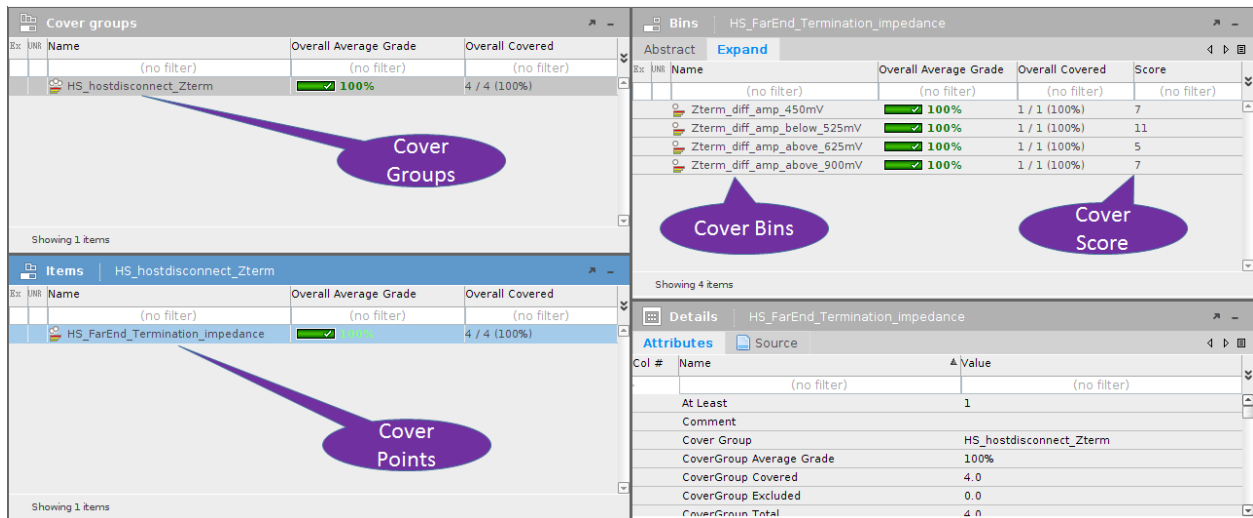 Cover groups
Ex UNR Name Overall Average Grade Overall Covered
(no filter) (no filter) (no filter)
HS_hostdisconnect_Zterm 100% 4 / 4 (100%)
Cover
Groups
Showing 1 items
Items HS_hostdisconnect_Zterm
Ex UNR Name Overall Average Grade Overall Covered
(no filter) (no filter) (no filter)
HS_FarEnd_Termination_impedance 100% 4 / 4 (100%)
Cover
Points
Showing 1 items
Bins HS_FarEnd_Termination_impedance
Abstract Expand
Ex UNR Name Overall Average Grade Overall Covered Score
(no filter) (no filter) (no filter) (no filter)
Zterm_diff_amp_450mV 100% 1 / 1 (100%) 7
Zterm_diff_amp_below_525mV 100% 1 / 1 (100%) 11
Zterm_diff_amp_above_625mV 100% 1 / 1 (100%) 5
Zterm_diff_amp_above_900mV 100% 1 / 1 (100%) 7
Cover Bins
Cover
Score
Showing 4 items
Details HS_FarEnd_Termination_impedance
Attributes Source
Col # Name Value
(no filter) (no filter)
At Least 1
Comment
Cover Group HS_hostdisconnect_Zterm
CoverGroup Average Grade 100%
CoverGroup Covered 4.0
CoverGroup Excluded 0.0
CoverGroup Total 4.0